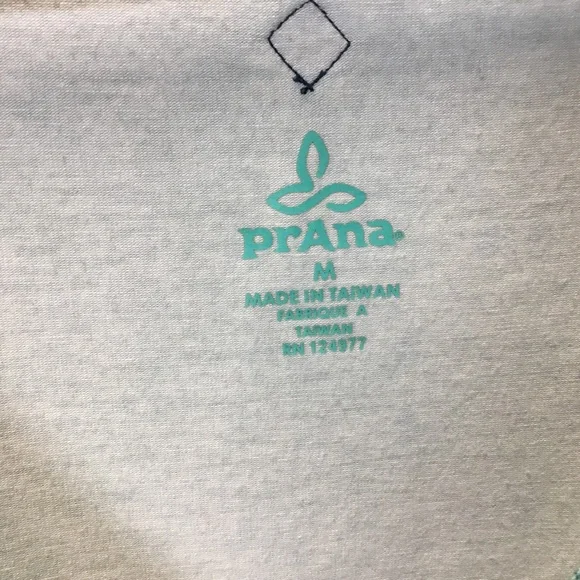 prAna
M
MADE IN TAIWAN
FABRIQUE A
TAIWAN
RN 124977